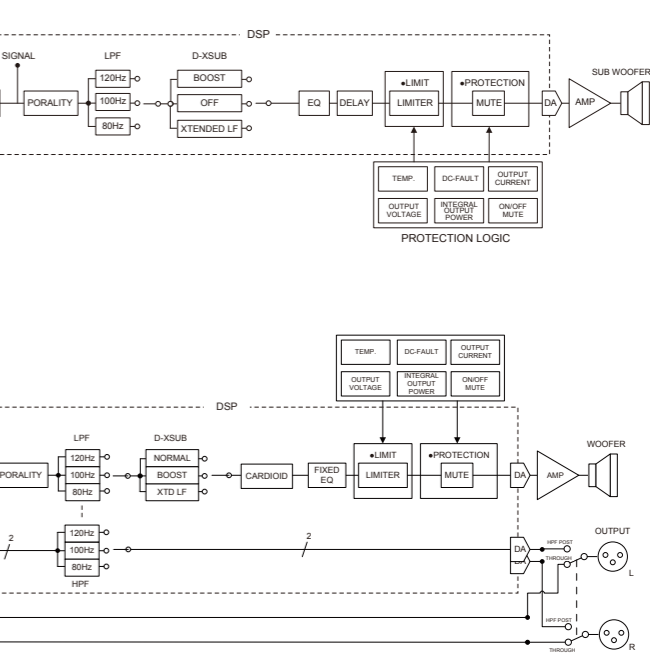 DSP
SIGNAL
LPF
D-XSUB
SUB WOOFER
120Hz
BOOST
●LIMIT
●PROTECTION
PORALITY
100Hz
OFF
EQ
DELAY
LIMITER
MUTE
DA
AMP
80Hz
XTENDED LF
TEMP.
DC-FAULT
OUTPUT
CURRENT
OUTPUT
VOLTAGE
INTEGRAL
OUTPUT
POWER
ON/OFF
MUTE
PROTECTION LOGIC
TEMP.
DC-FAULT
OUTPUT
CURRENT
OUTPUT
VOLTAGE
INTEGRAL
OUTPUT
POWER
ON/OFF
MUTE
DSP
LPF
D-XSUB
WOOFER
120Hz
NORMAL
●LIMIT
●PROTECTION
PORALITY
100Hz
BOOST
CARDIOID
FIXED
EQ
LIMITER
MUTE
DA
AMP
80Hz
XTD LF
2
120Hz
100Hz
80Hz
HPF
2
DA
DA
HPF POST
THROUGH
OUTPUT
L
HPF POST
THROUGH
R